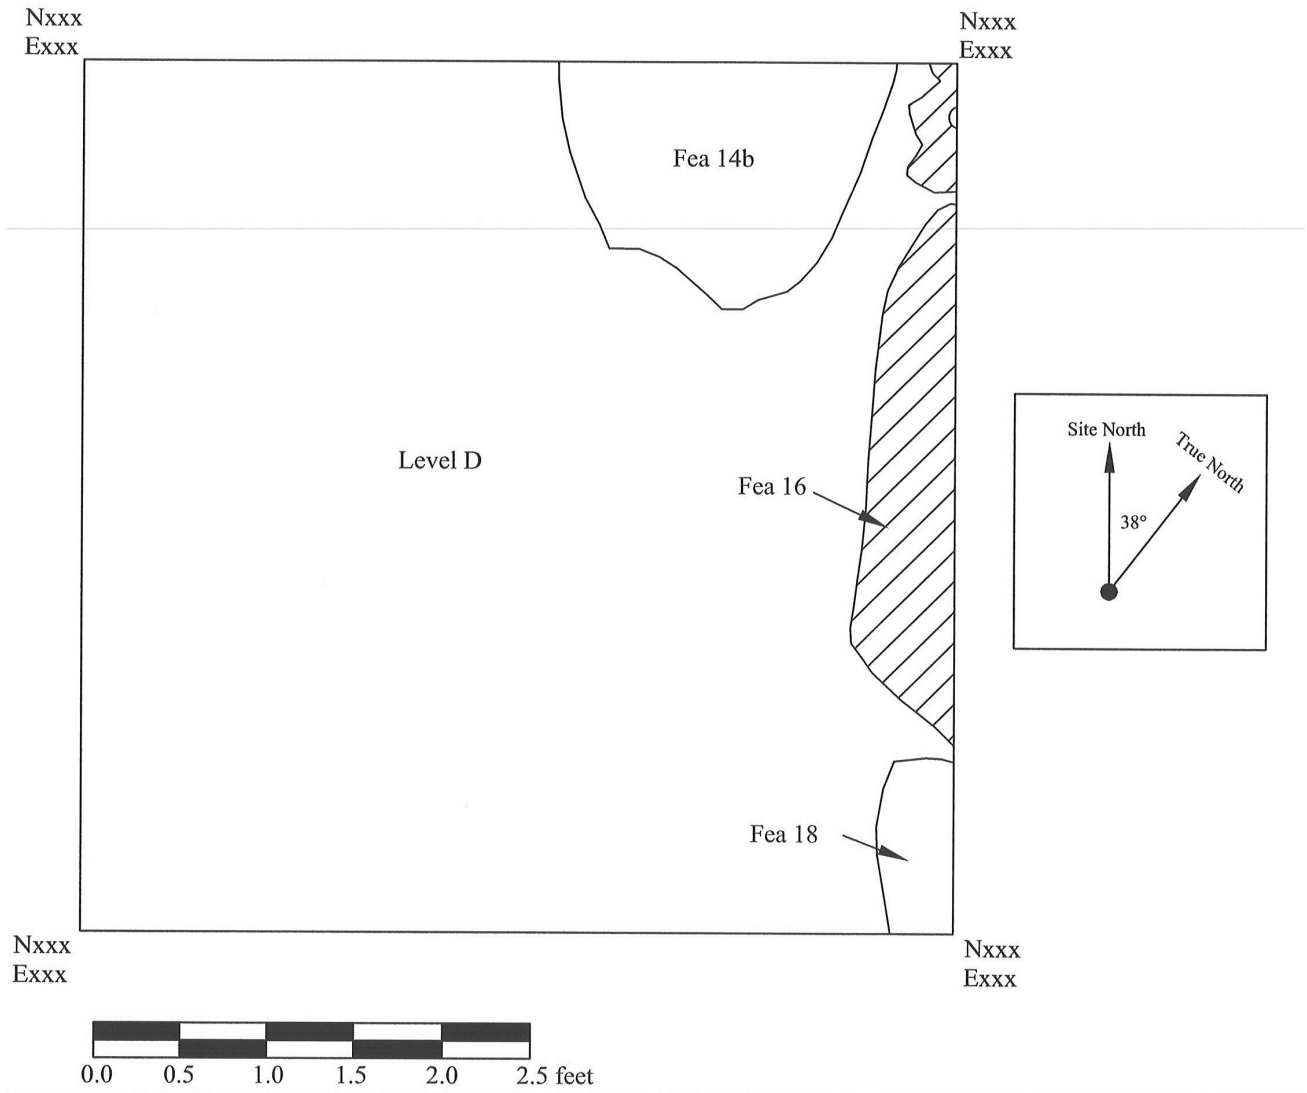 Nxxx
Exxx
Nxxx
Exxx
Fea 14b
Level D
Fea 16
Site North
True North
38°
Fea 18
Nxxx
Exxx
Nxxx
Exxx
0.0 0.5 1.0 1.5 2.0 2.5 feet